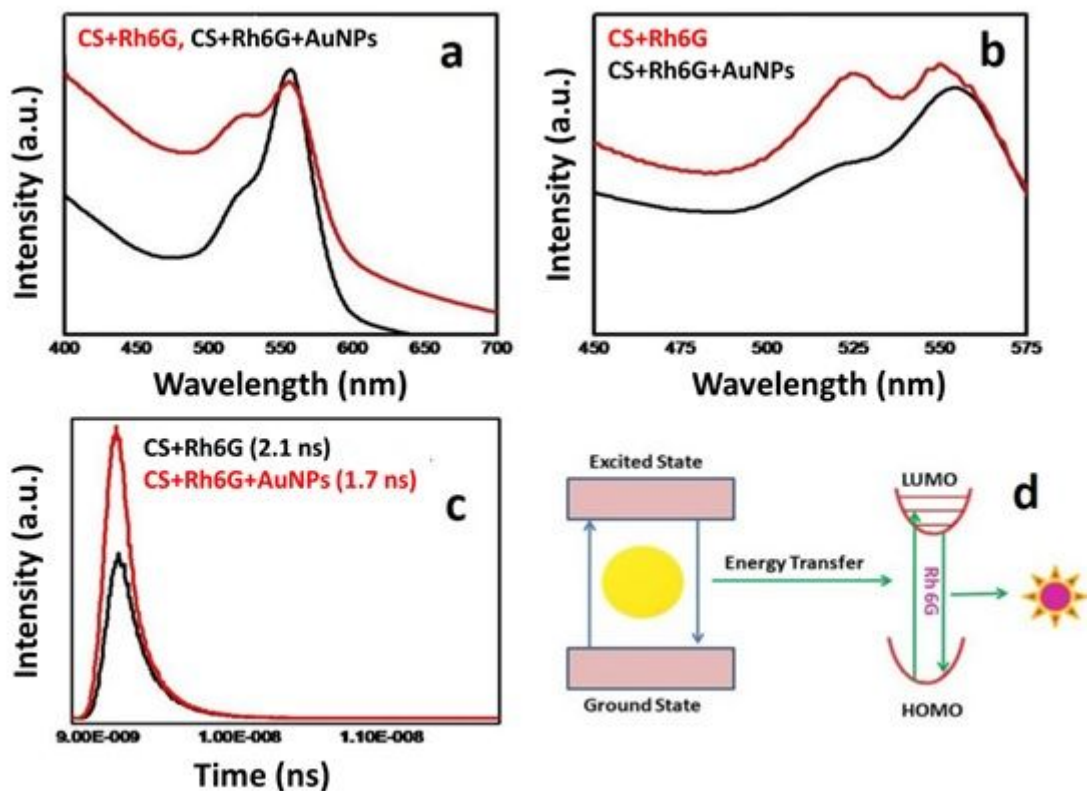 CS+Rh6G, CS+Rh6G+AuNPs
a
Intensity (a.u.)
400 450 500 550 600 650 700
Wavelength (nm)
CS+Rh6G
CS+Rh6G+AuNPs
b
Intensity (a.u.)
450 475 500 525 550 575
Wavelength (nm)
CS+Rh6G (2.1 ns)
CS+Rh6G+AuNPs (1.7 ns)
c
Intensity (a.u.)
9.00E-009 1.00E-008 1.10E-008
Time (ns)
d
Excited State
LUMO
Energy Transfer
Rh 6G
Ground State
HOMO